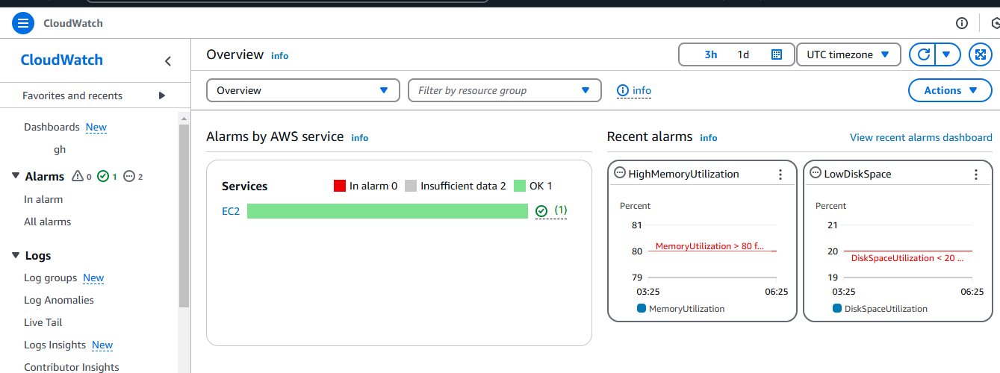 CloudWatch
CloudWatch
Favorites and recents
Dashboards New
gh
Alarms 0 1 2
In alarm
All alarms
Logs
Log groups New
Log Anomalies
Live Tail
Logs Insights New
Contributor Insights
Overview info
3h 1d UTC timezone
Overview Filter by resource group info Actions
Alarms by AWS service info
Services In alarm 0 Insufficient data 2 OK 1
EC2 (1)
Recent alarms info View recent alarms dashboard
HighMemoryUtilization
Percent
81
MemoryUtilization > 80 f...
80
79
03:25 06:25
MemoryUtilization
LowDiskSpace
Percent
21
20
DiskSpaceUtilization < 20 ...
19
03:25 06:25
DiskSpaceUtilization